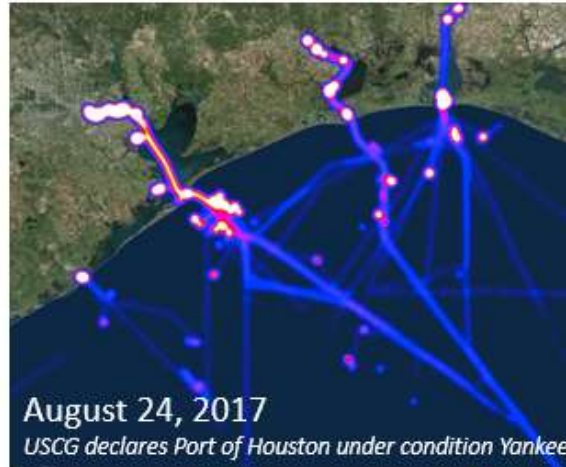 August 24, 2017
USCG declares Port of Houston under condition Yankee